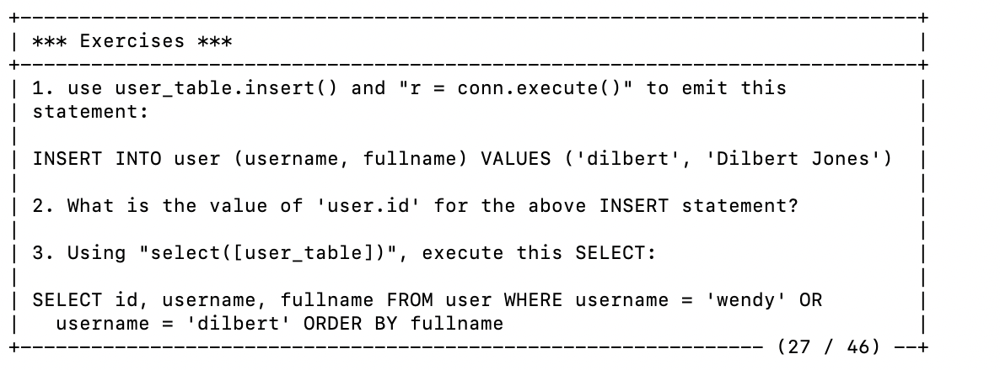 +---------------------------------------------------------------------------+
| *** Exercises ***                                                         |
+---------------------------------------------------------------------------+
| 1. use user_table.insert() and "r = conn.execute()" to emit this          |
| statement:                                                                |
|                                                                           |
| INSERT INTO user (username, fullname) VALUES ('dilbert', 'Dilbert Jones') |
|                                                                           |
| 2. What is the value of 'user.id' for the above INSERT statement?         |
|                                                                           |
| 3. Using "select([user_table])", execute this SELECT:                     |
|                                                                           |
| SELECT id, username, fullname FROM user WHERE username = 'wendy' OR       |
|   username = 'dilbert' ORDER BY fullname                                  |
+-------------------------------------------------------------- (27 / 46) --+